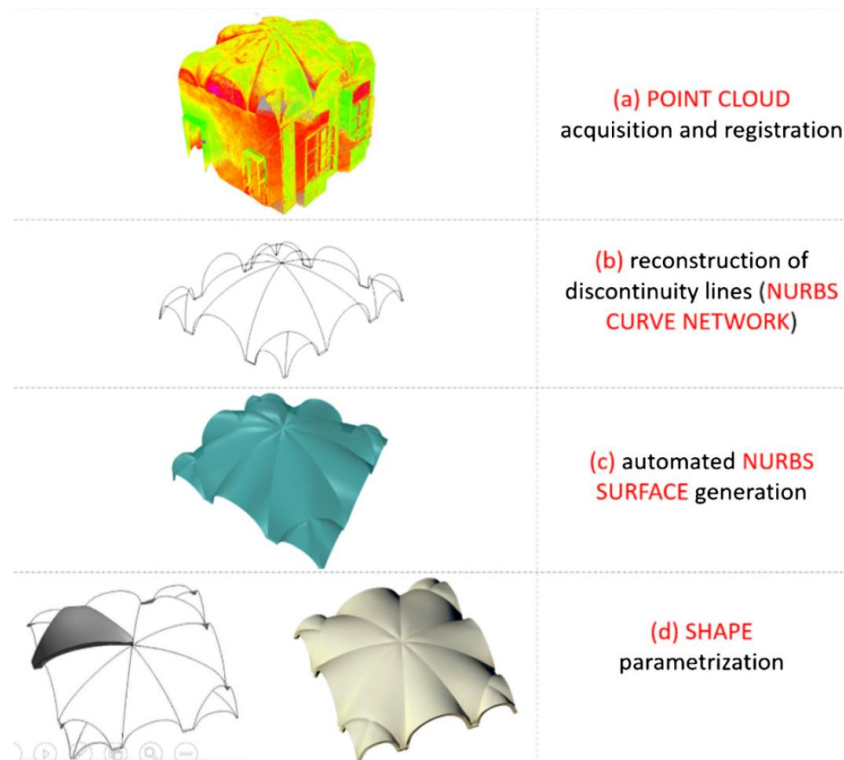 (a) POINT CLOUD
acquisition and registration
(b) reconstruction of
discontinuity lines (NURBS
CURVE NETWORK)
(c) automated NURBS
SURFACE generation
(d) SHAPE
parametrization